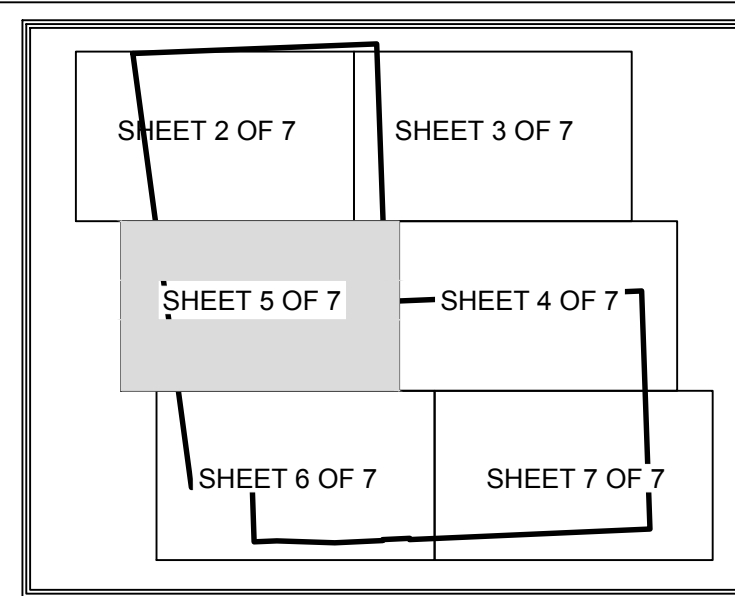 SHEET 2 OF 7
SHEET 3 OF 7
SHEET 5 OF 7
SHEET 4 OF 7
SHEET 6 OF 7
SHEET 7 OF 7